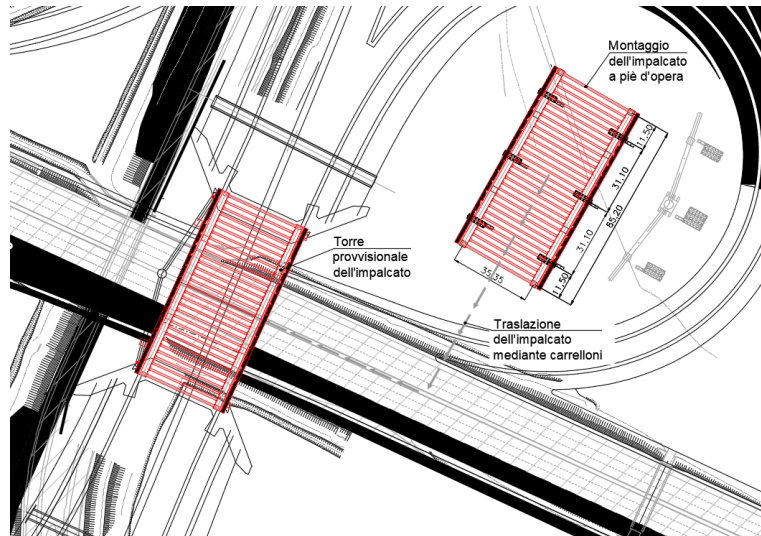 Montaggio
dell'impalcato
a piè d'opera
11,50
31,10
85,20
31,10
11,50
35,35
Torre
provvisionale
dell'impalcato
Traslazione
dell'impalcato
mediante carrelloni